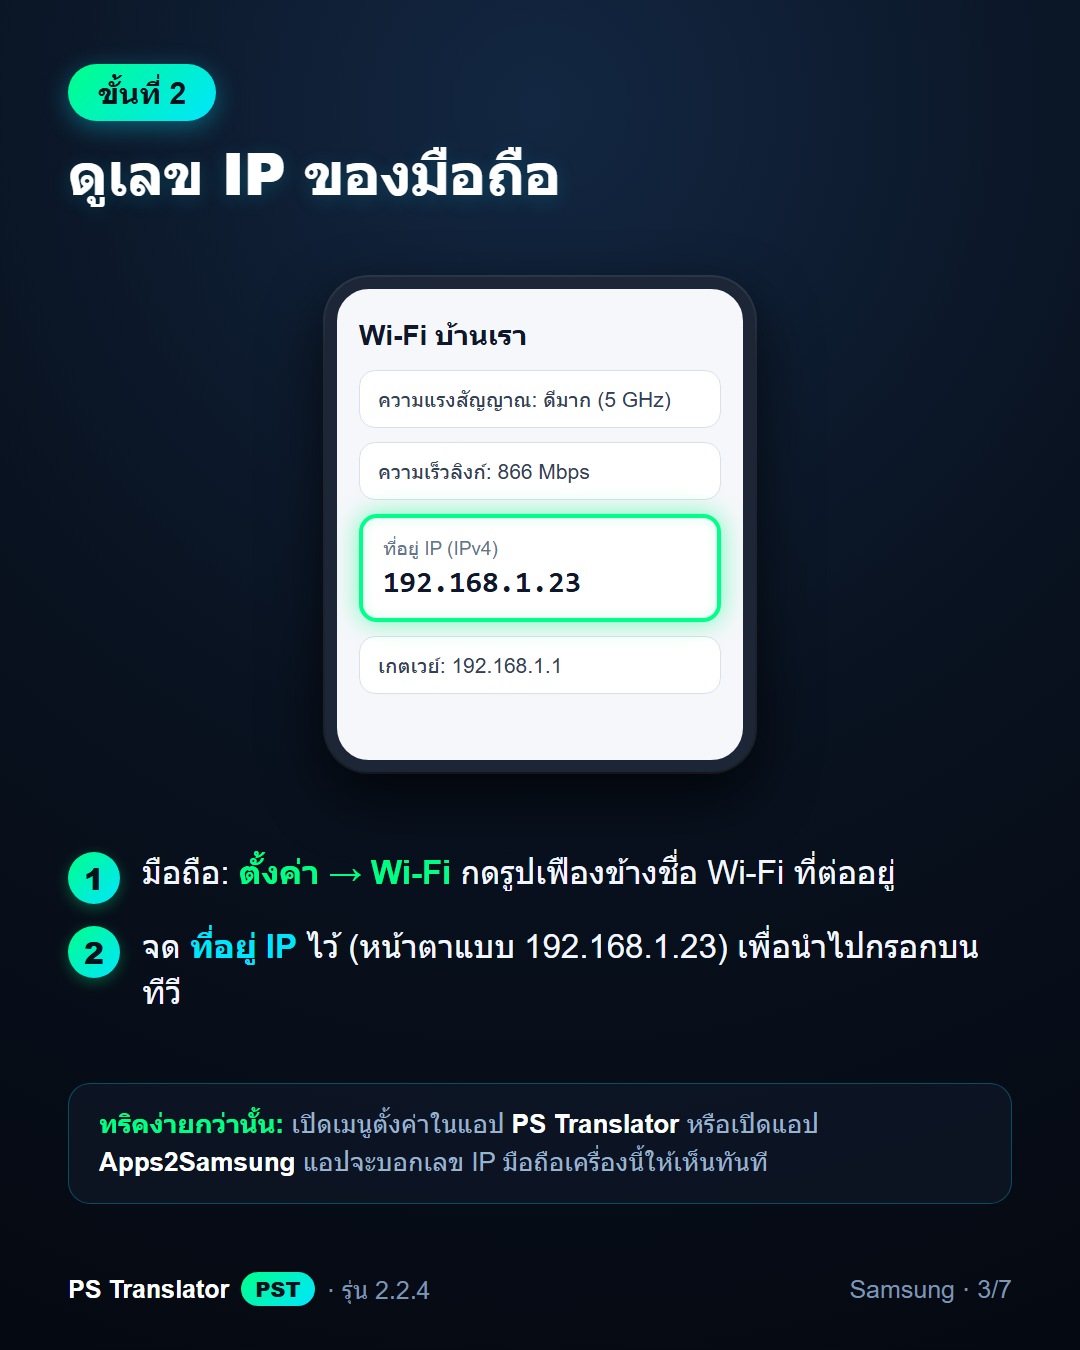 ขั้นที่ 2
ดูเลข IP ของมือถือ
Wi-Fi บ้านเรา
ความแรงสัญญาณ: ดีมาก (5 GHz)
ความเร็วลิงก์: 866 Mbps
ที่อยู่ IP (IPv4)
192.168.1.23
เกตเวย์: 192.168.1.1
1 มือถือ: ตั้งค่า → Wi-Fi กดรูปเฟืองข้างชื่อ Wi-Fi ที่ต่ออยู่
2 จด ที่อยู่ IP ไว้ (หน้าตาแบบ 192.168.1.23) เพื่อนำไปกรอกบน
ทีวี
ทริคง่ายกว่านั้น: เปิดเมนูตั้งค่าในแอป PS Translator หรือเปิดแอป
Apps2Samsung แอปจะบอกเลข IP มือถือเครื่องนี้ให้เห็นทันที
PS Translator PST · รุ่น 2.2.4
Samsung · 3/7